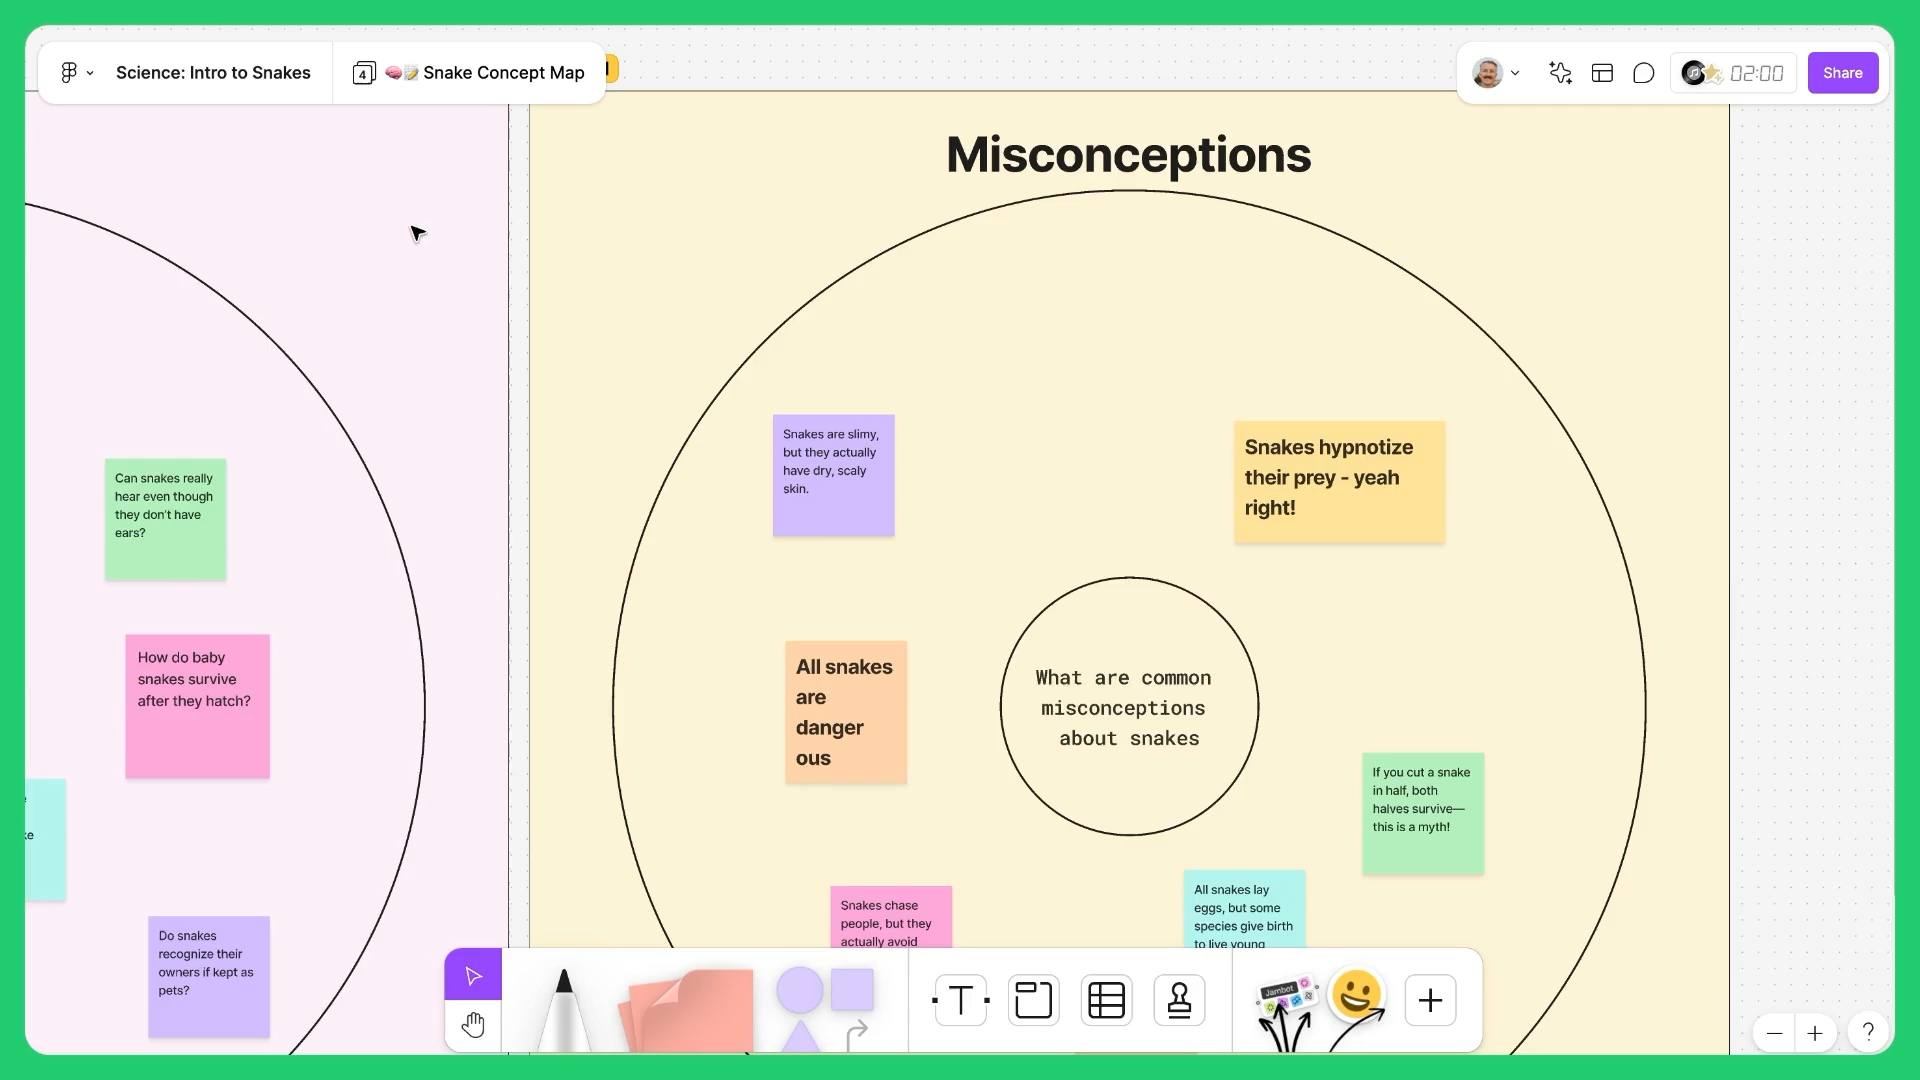 Science: Intro to Snakes
4
Snake Concept Map
02:00
Share
Misconceptions
Can snakes really
hear even though
they don't have
ears?
How do baby
snakes survive
after they hatch?
Do snakes
recognize their
owners if kept as
pets?
Snakes are slimy,
but they actually
have dry, scaly
skin.
Snakes hypnotize
their prey - yeah
right!
All snakes
are
danger
ous
What are common
misconceptions
about snakes
If you cut a snake
in half, both
halves survive—
this is a myth!
Snakes chase
people, but they
actually avoid
All snakes lay
eggs, but some
species give birth
to live young
T
Jambot
?